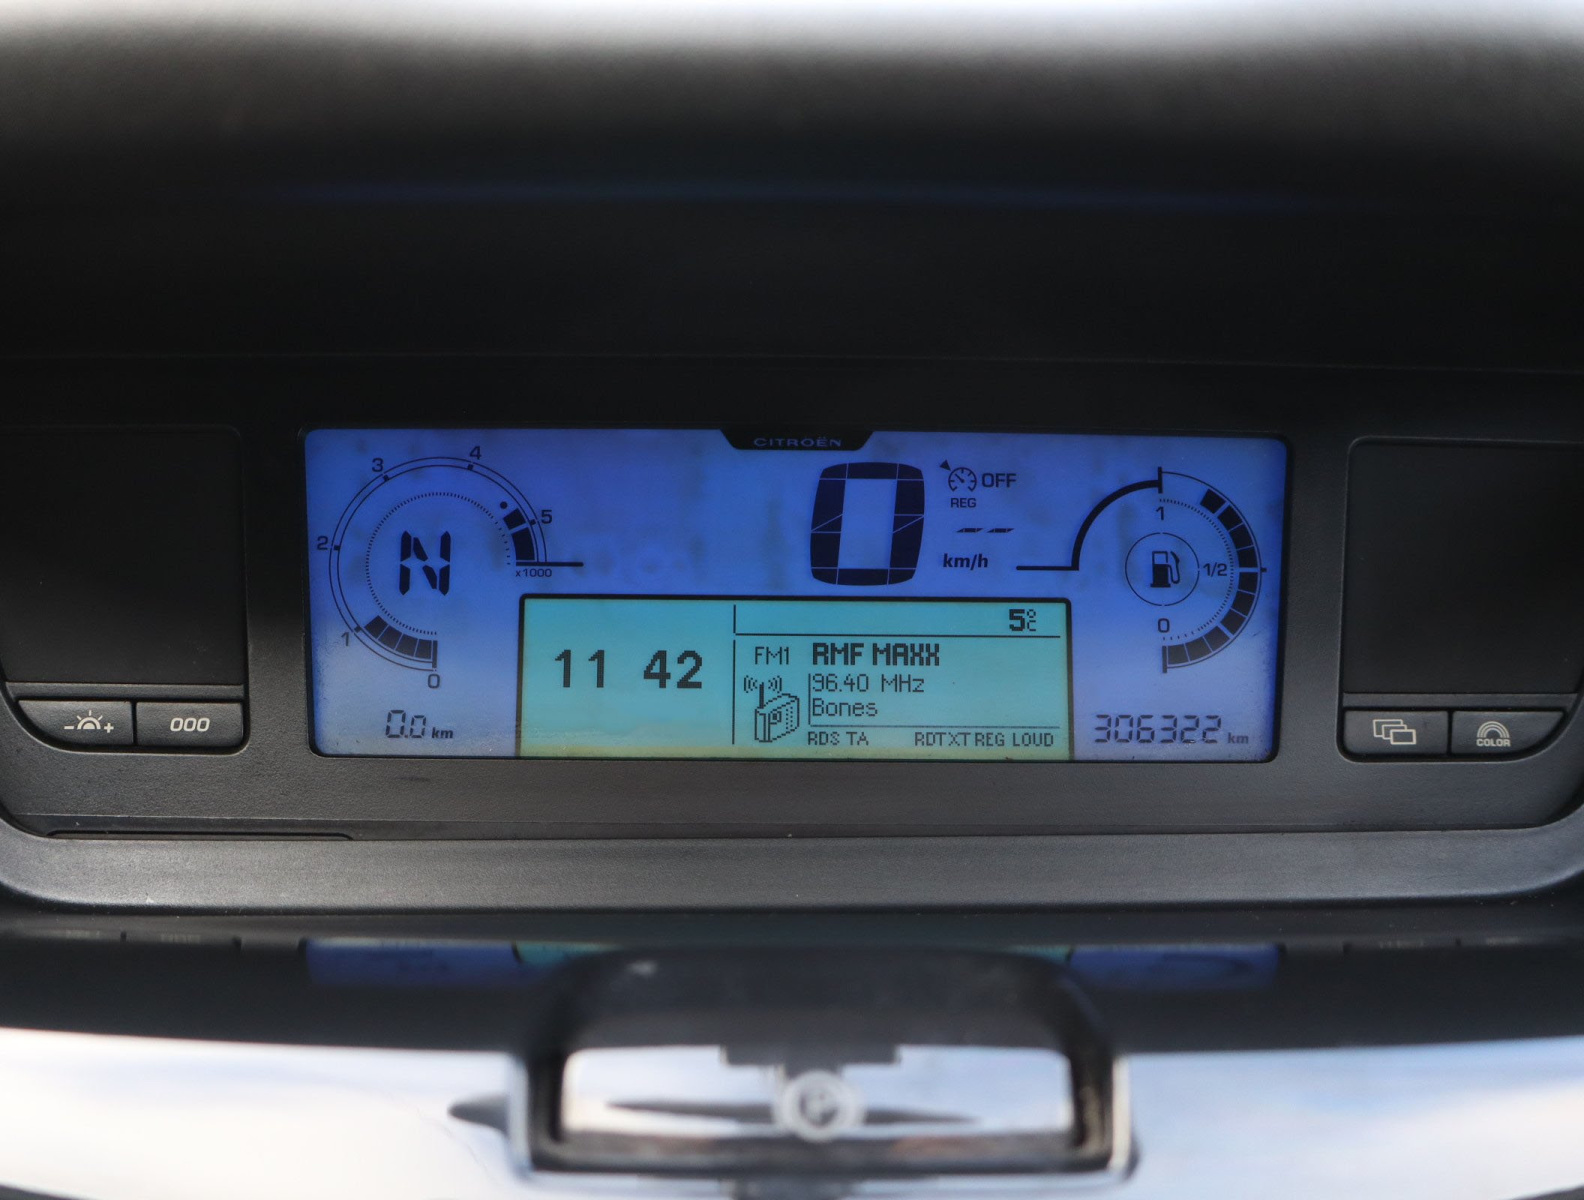 CITROËN
4
3
5
2
x1000
1
0
N
0.0 km
0
OFF
REG
-- --
km/h
1
1/2
0
5°C
11 42
FM1 RMF MAXX
96.40 MHz
Bones
RDS TA RDTXT REG LOUD
306322 km
- +
000
COLOR
P